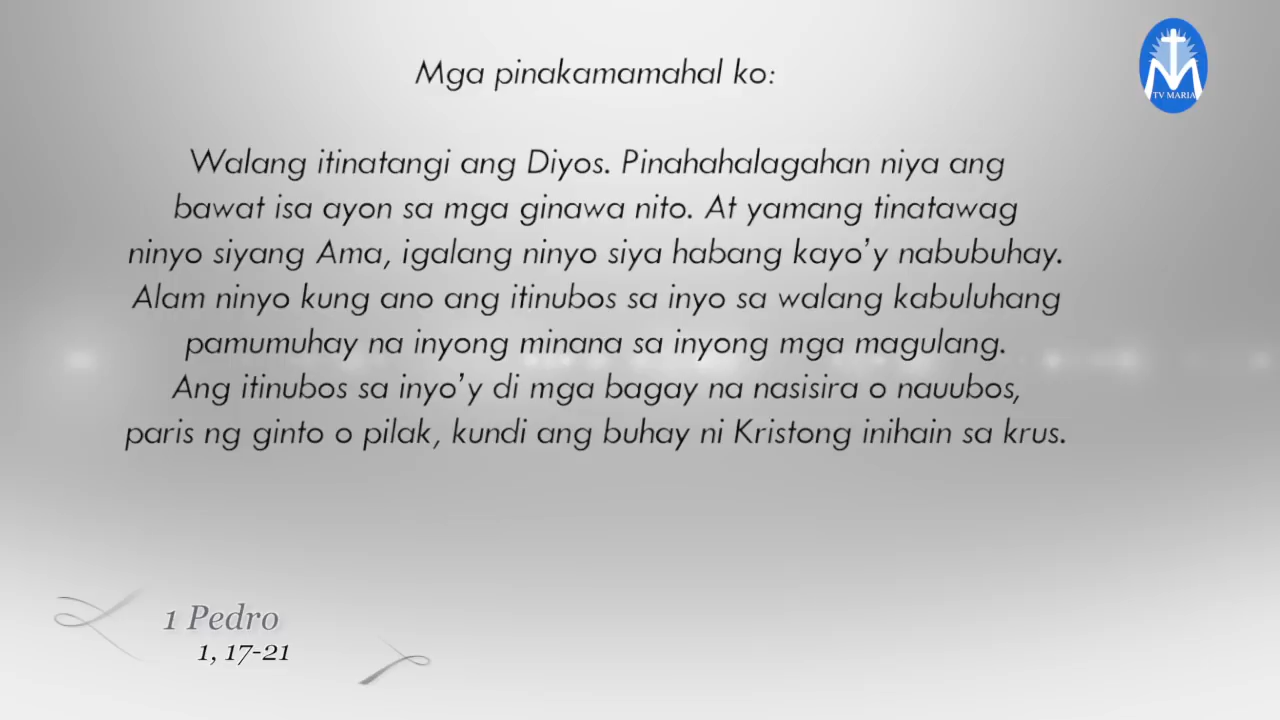 Mga pinakamamahal ko:
Walang itinatangi ang Diyos. Pinahahalagahan niya ang
bawat isa ayon sa mga ginawa nito. At yamang tinatawag
ninyo siyang Ama, igalang ninyo siya habang kayo’y nabubuhay.
Alam ninyo kung ano ang itinubos sa inyo sa walang kabuluhang
pamumuhay na inyong minana sa inyong mga magulang.
Ang itinubos sa inyo’y di mga bagay na nasisira o nauubos,
paris ng ginto o pilak, kundi ang buhay ni Kristong inihain sa krus.
1 Pedro
1, 17-21
TV MARIA